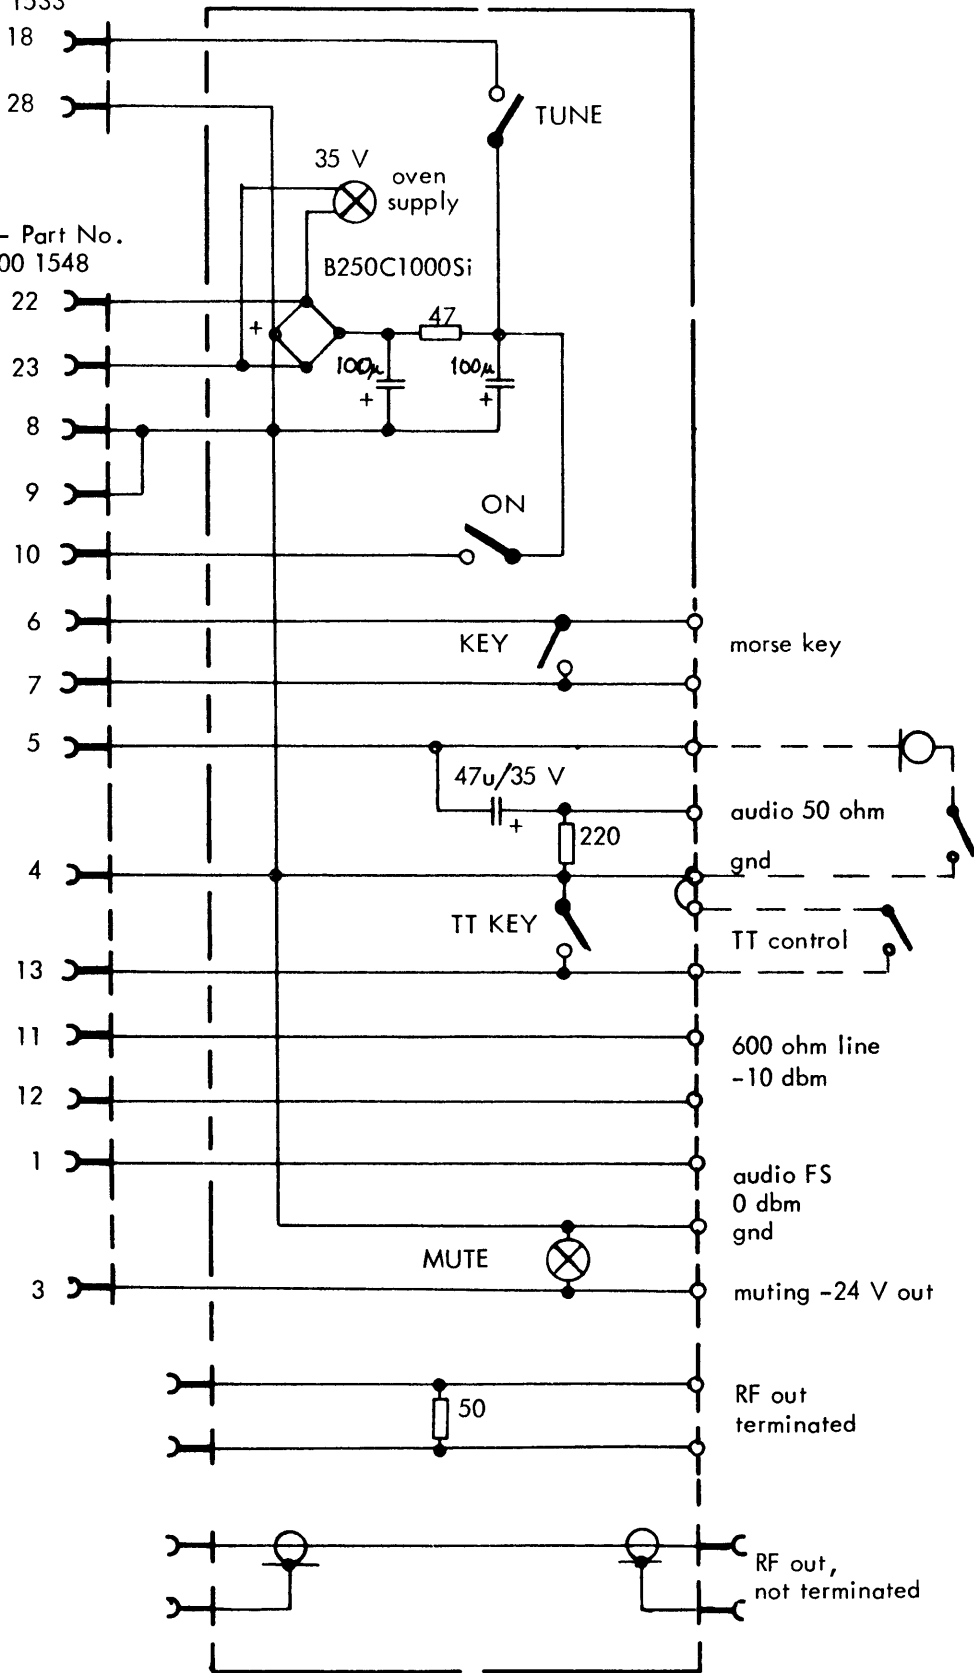 1533
18
28
TUNE
35 V
oven
supply
- Part No.
00 1548
B250C1000Si
22
+
47
23
100μ
100μ
+
+
8
9
ON
10
6
KEY
morse key
7
5
47u/35 V
+
audio 50 ohm
220
gnd
4
TT KEY
TT control
13
11
600 ohm line
-10 dbm
12
1
audio FS
0 dbm
gnd
MUTE
3
muting -24 V out
RF out
terminated
50
RF out,
not terminated